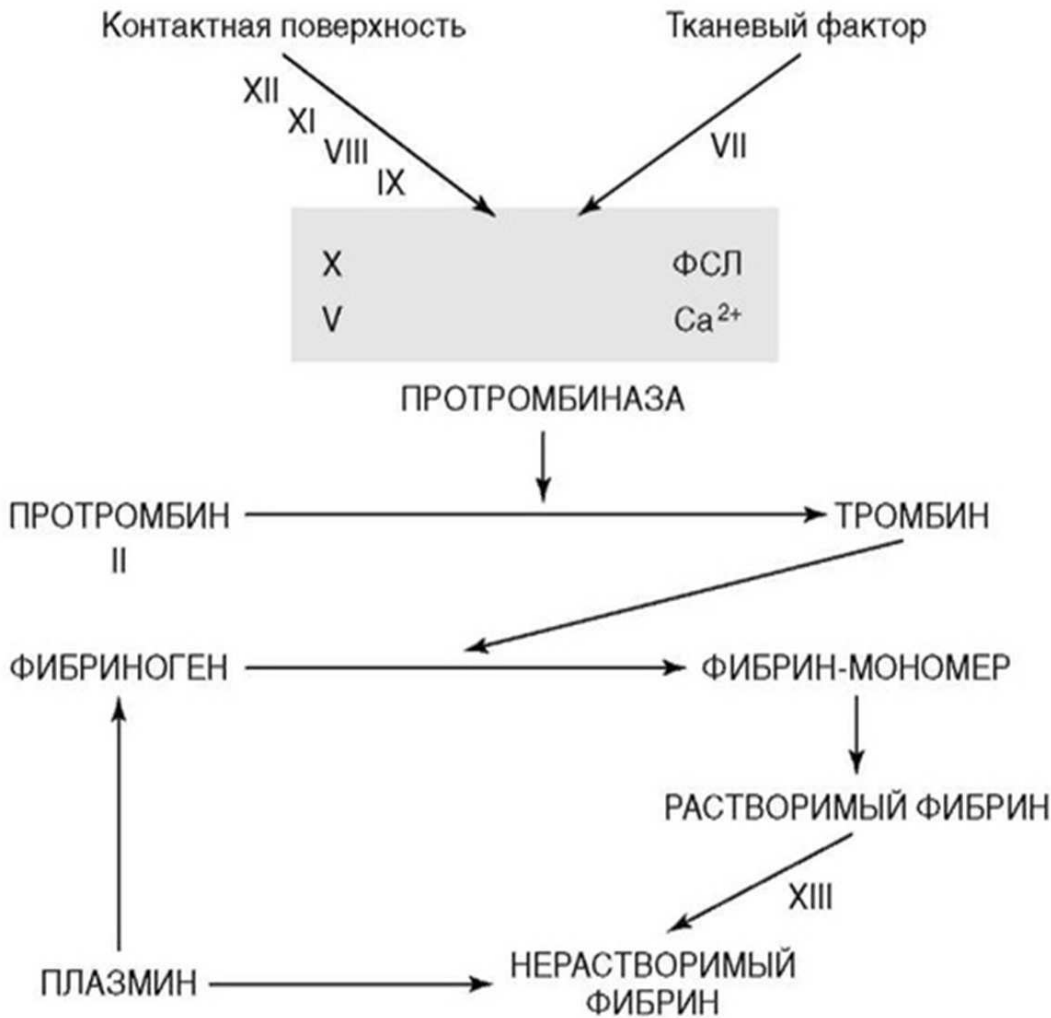 Контактная поверхность
Тканевый фактор
XII
XI
VIII
IX
VII
X
ФСЛ
V
Ca²⁺
ПРОТРОМБИНАЗА
ПРОТРОМБИН
ТРОМБИН
II
ФИБРИНОГЕН
ФИБРИН-МОНОМЕР
РАСТВОРИМЫЙ ФИБРИН
XIII
ПЛАЗМИН
НЕРАСТВОРИМЫЙ
ФИБРИН